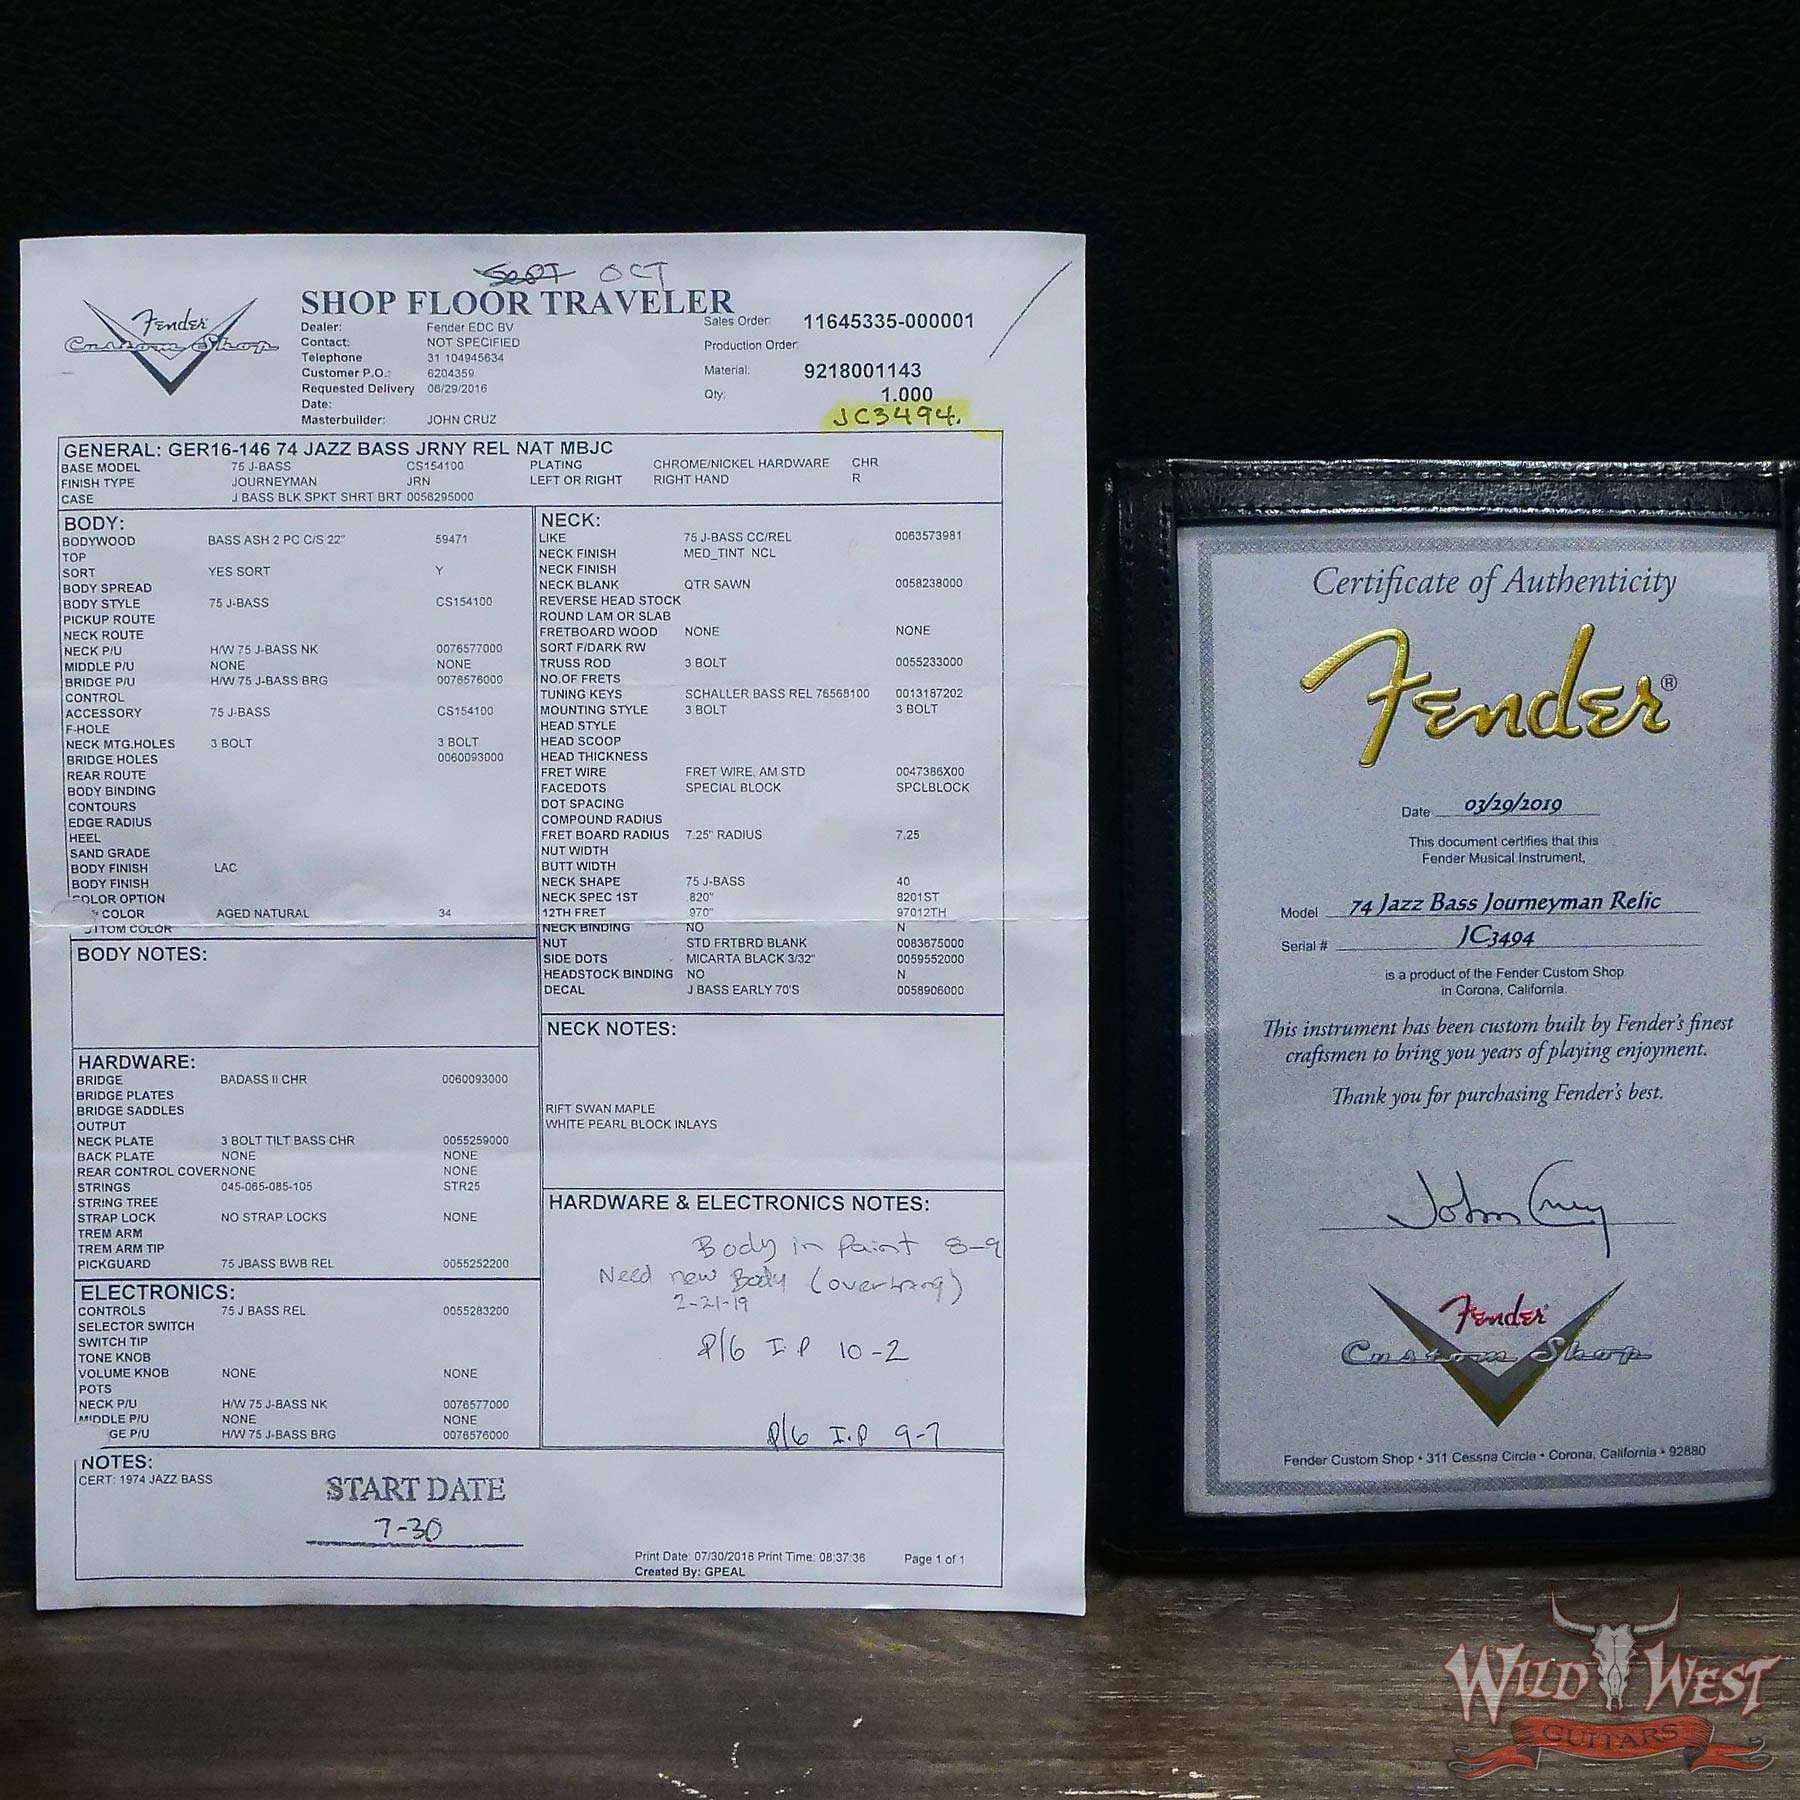 Sept OCT
Fender
Custom Shop
SHOP FLOOR TRAVELER
Dealer: Fender EDC BV
Contact: NOT SPECIFIED
Telephone 31 104945634
Customer P.O.: 6204359
Requested Delivery 06/29/2016
Date:
Masterbuilder: JOHN CRUZ
Sales Order: 11645335-000001
Production Order:
Material: 9218001143
Qty: 1.000
JC3494.
GENERAL: GER16-146 74 JAZZ BASS JRNY REL NAT MBJC
BASE MODEL 75 J-BASS CS154100 PLATING CHROME/NICKEL HARDWARE CHR
FINISH TYPE JOURNEYMAN JRN LEFT OR RIGHT RIGHT HAND R
CASE J BASS BLK SPKT SHRT BRT 0058295000
BODY:
BODYWOOD BASS ASH 2 PC C/S 22" 59471
TOP
SORT YES SORT Y
BODY SPREAD
BODY STYLE 75 J-BASS CS154100
PICKUP ROUTE
NECK ROUTE
NECK P/U H/W 75 J-BASS NK 0076577000
MIDDLE P/U NONE NONE
BRIDGE P/U H/W 75 J-BASS BRG 0076576000
CONTROL
ACCESSORY 75 J-BASS CS154100
F-HOLE
NECK MTG.HOLES 3 BOLT 3 BOLT
BRIDGE HOLES 0060093000
REAR ROUTE
BODY BINDING
CONTOURS
EDGE RADIUS
HEEL
SAND GRADE
BODY FINISH LAC
BODY FINISH
COLOR OPTION
COLOR AGED NATURAL 34
BOTTOM COLOR
BODY NOTES:
HARDWARE:
BRIDGE BADASS II CHR 0060093000
BRIDGE PLATES
BRIDGE SADDLES
OUTPUT
NECK PLATE 3 BOLT TILT BASS CHR 0055259000
BACK PLATE NONE NONE
REAR CONTROL COVER NONE NONE
STRINGS 045-065-085-105 STR25
STRING TREE
STRAP LOCK NO STRAP LOCKS NONE
TREM ARM
TREM ARM TIP
PICKGUARD 75 JBASS BWB REL 0055252200
ELECTRONICS:
CONTROLS 75 J BASS REL 0055283200
SELECTOR SWITCH
SWITCH TIP
TONE KNOB
VOLUME KNOB NONE NONE
POTS
NECK P/U H/W 75 J-BASS NK 0076577000
MIDDLE P/U NONE NONE
GE P/U H/W 75 J-BASS BRG 0076576000
NECK:
LIKE 75 J-BASS CC/REL 0063573981
NECK FINISH MED_TINT NCL
NECK FINISH
NECK BLANK QTR SAWN 0058238000
REVERSE HEAD STOCK
ROUND LAM OR SLAB
FRETBOARD WOOD NONE NONE
SORT F/DARK RW
TRUSS ROD 3 BOLT 0055233000
NO.OF FRETS
TUNING KEYS SCHALLER BASS REL 76568100 0013187202
MOUNTING STYLE 3 BOLT 3 BOLT
HEAD STYLE
HEAD SCOOP
HEAD THICKNESS
FRET WIRE FRET WIRE, AM STD 0047386X00
FACEDOTS SPECIAL BLOCK SPCLBLOCK
DOT SPACING
COMPOUND RADIUS
FRET BOARD RADIUS 7.25" RADIUS 7.25
NUT WIDTH
BUTT WIDTH
NECK SHAPE 75 J-BASS 40
NECK SPEC 1ST .820" 8201ST
12TH FRET .970" 97012TH
NECK BINDING NO N
NUT STD FRTBRD BLANK 0083675000
SIDE DOTS MICARTA BLACK 3/32" 0059552000
HEADSTOCK BINDING NO N
DECAL J BASS EARLY 70'S 0058906000
NECK NOTES:
RIFT SWAN MAPLE
WHITE PEARL BLOCK INLAYS
HARDWARE & ELECTRONICS NOTES:
Body in Paint 8-9
Need new Body (overhang)
2-21-19
P/G I.P 10-2
P/G I.P 9-7
NOTES:
CERT: 1974 JAZZ BASS
START DATE
7-30
Print Date: 07/30/2018 Print Time: 08:37:36 Page 1 of 1
Created By: GPEAL
Certificate of Authenticity
Fender®
Date 03/29/2019
This document certifies that this
Fender Musical Instrument,
Model 74 Jazz Bass Journeyman Relic
Serial # JC3494
is a product of the Fender Custom Shop
in Corona, California.
This instrument has been custom built by Fender's finest
craftsmen to bring you years of playing enjoyment.
Thank you for purchasing Fender's best.
John Cruz
Fender
Custom Shop
Fender Custom Shop • 311 Cessna Circle • Corona, California • 92880
WILD WEST
GUITARS